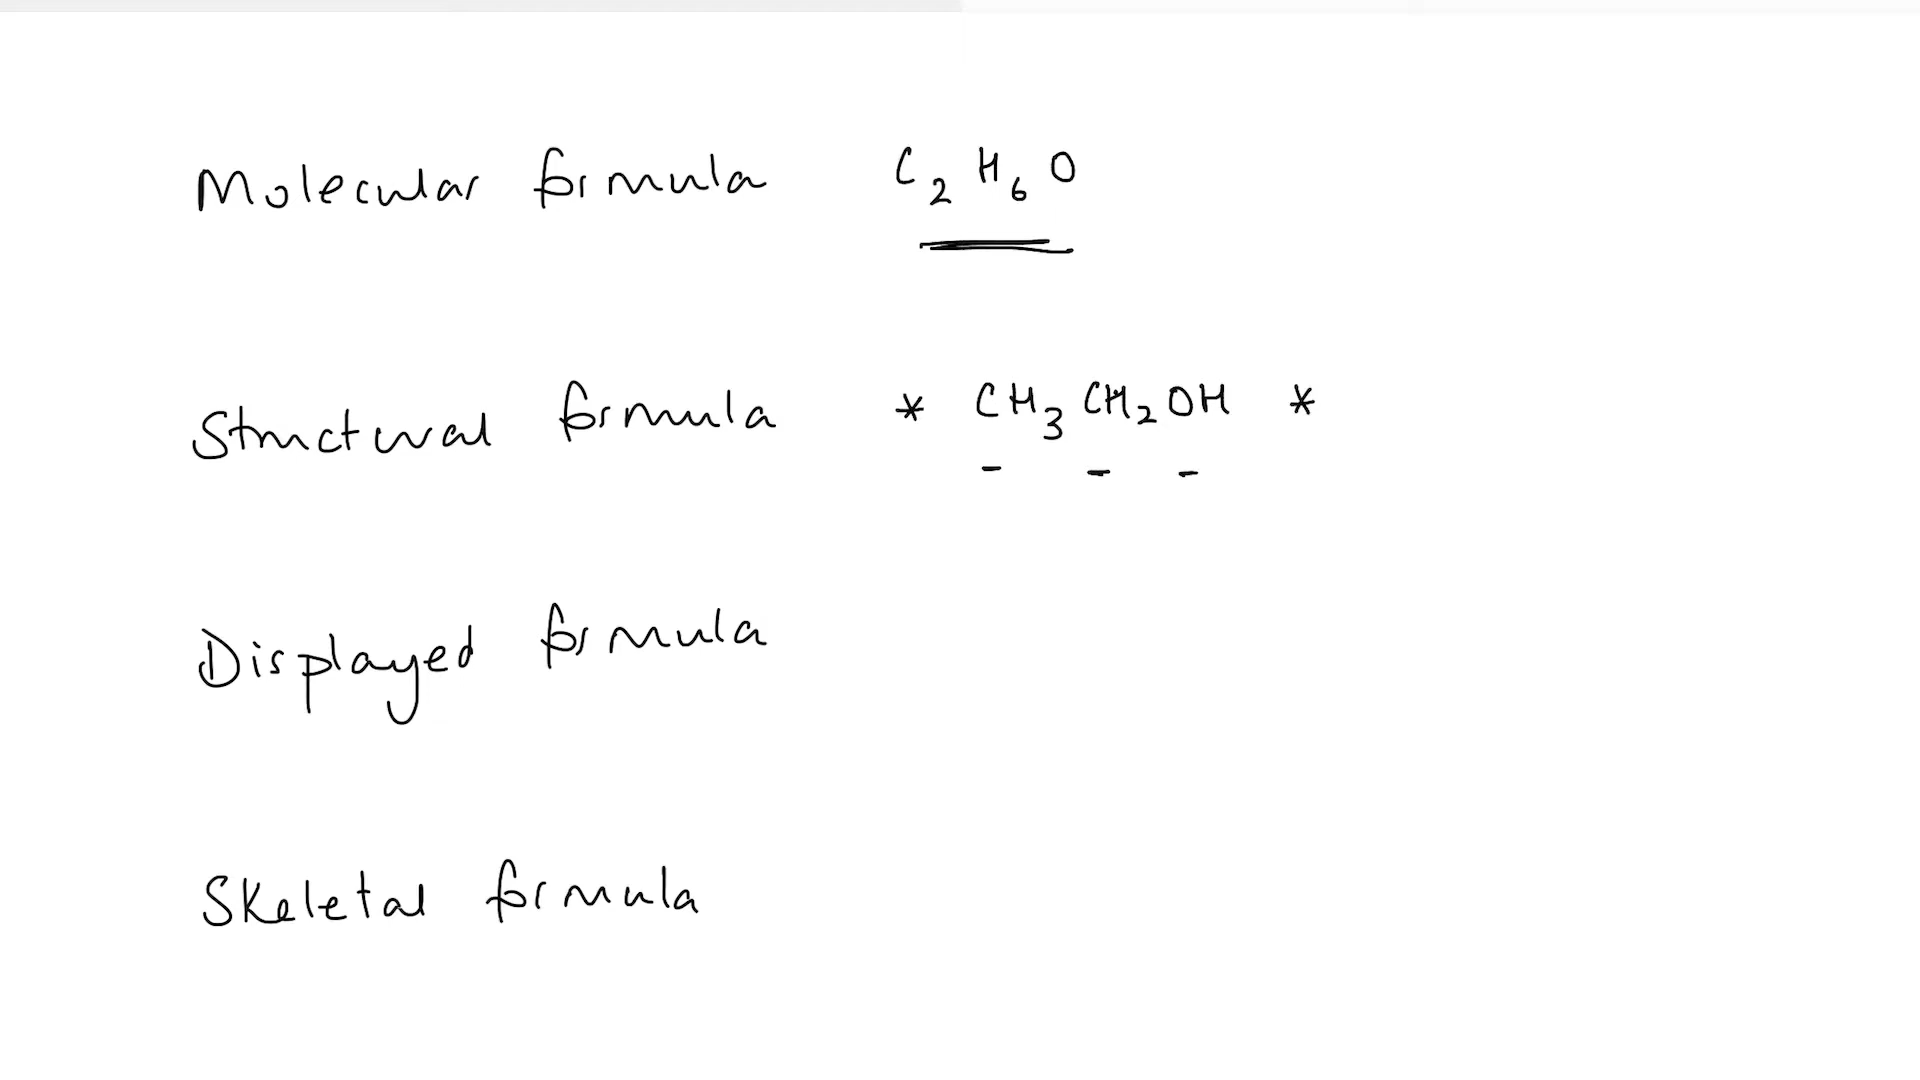 Molecular formula C₂H₆O
Structural formula * CH₃CH₂OH *
Displayed formula
Skeletal formula